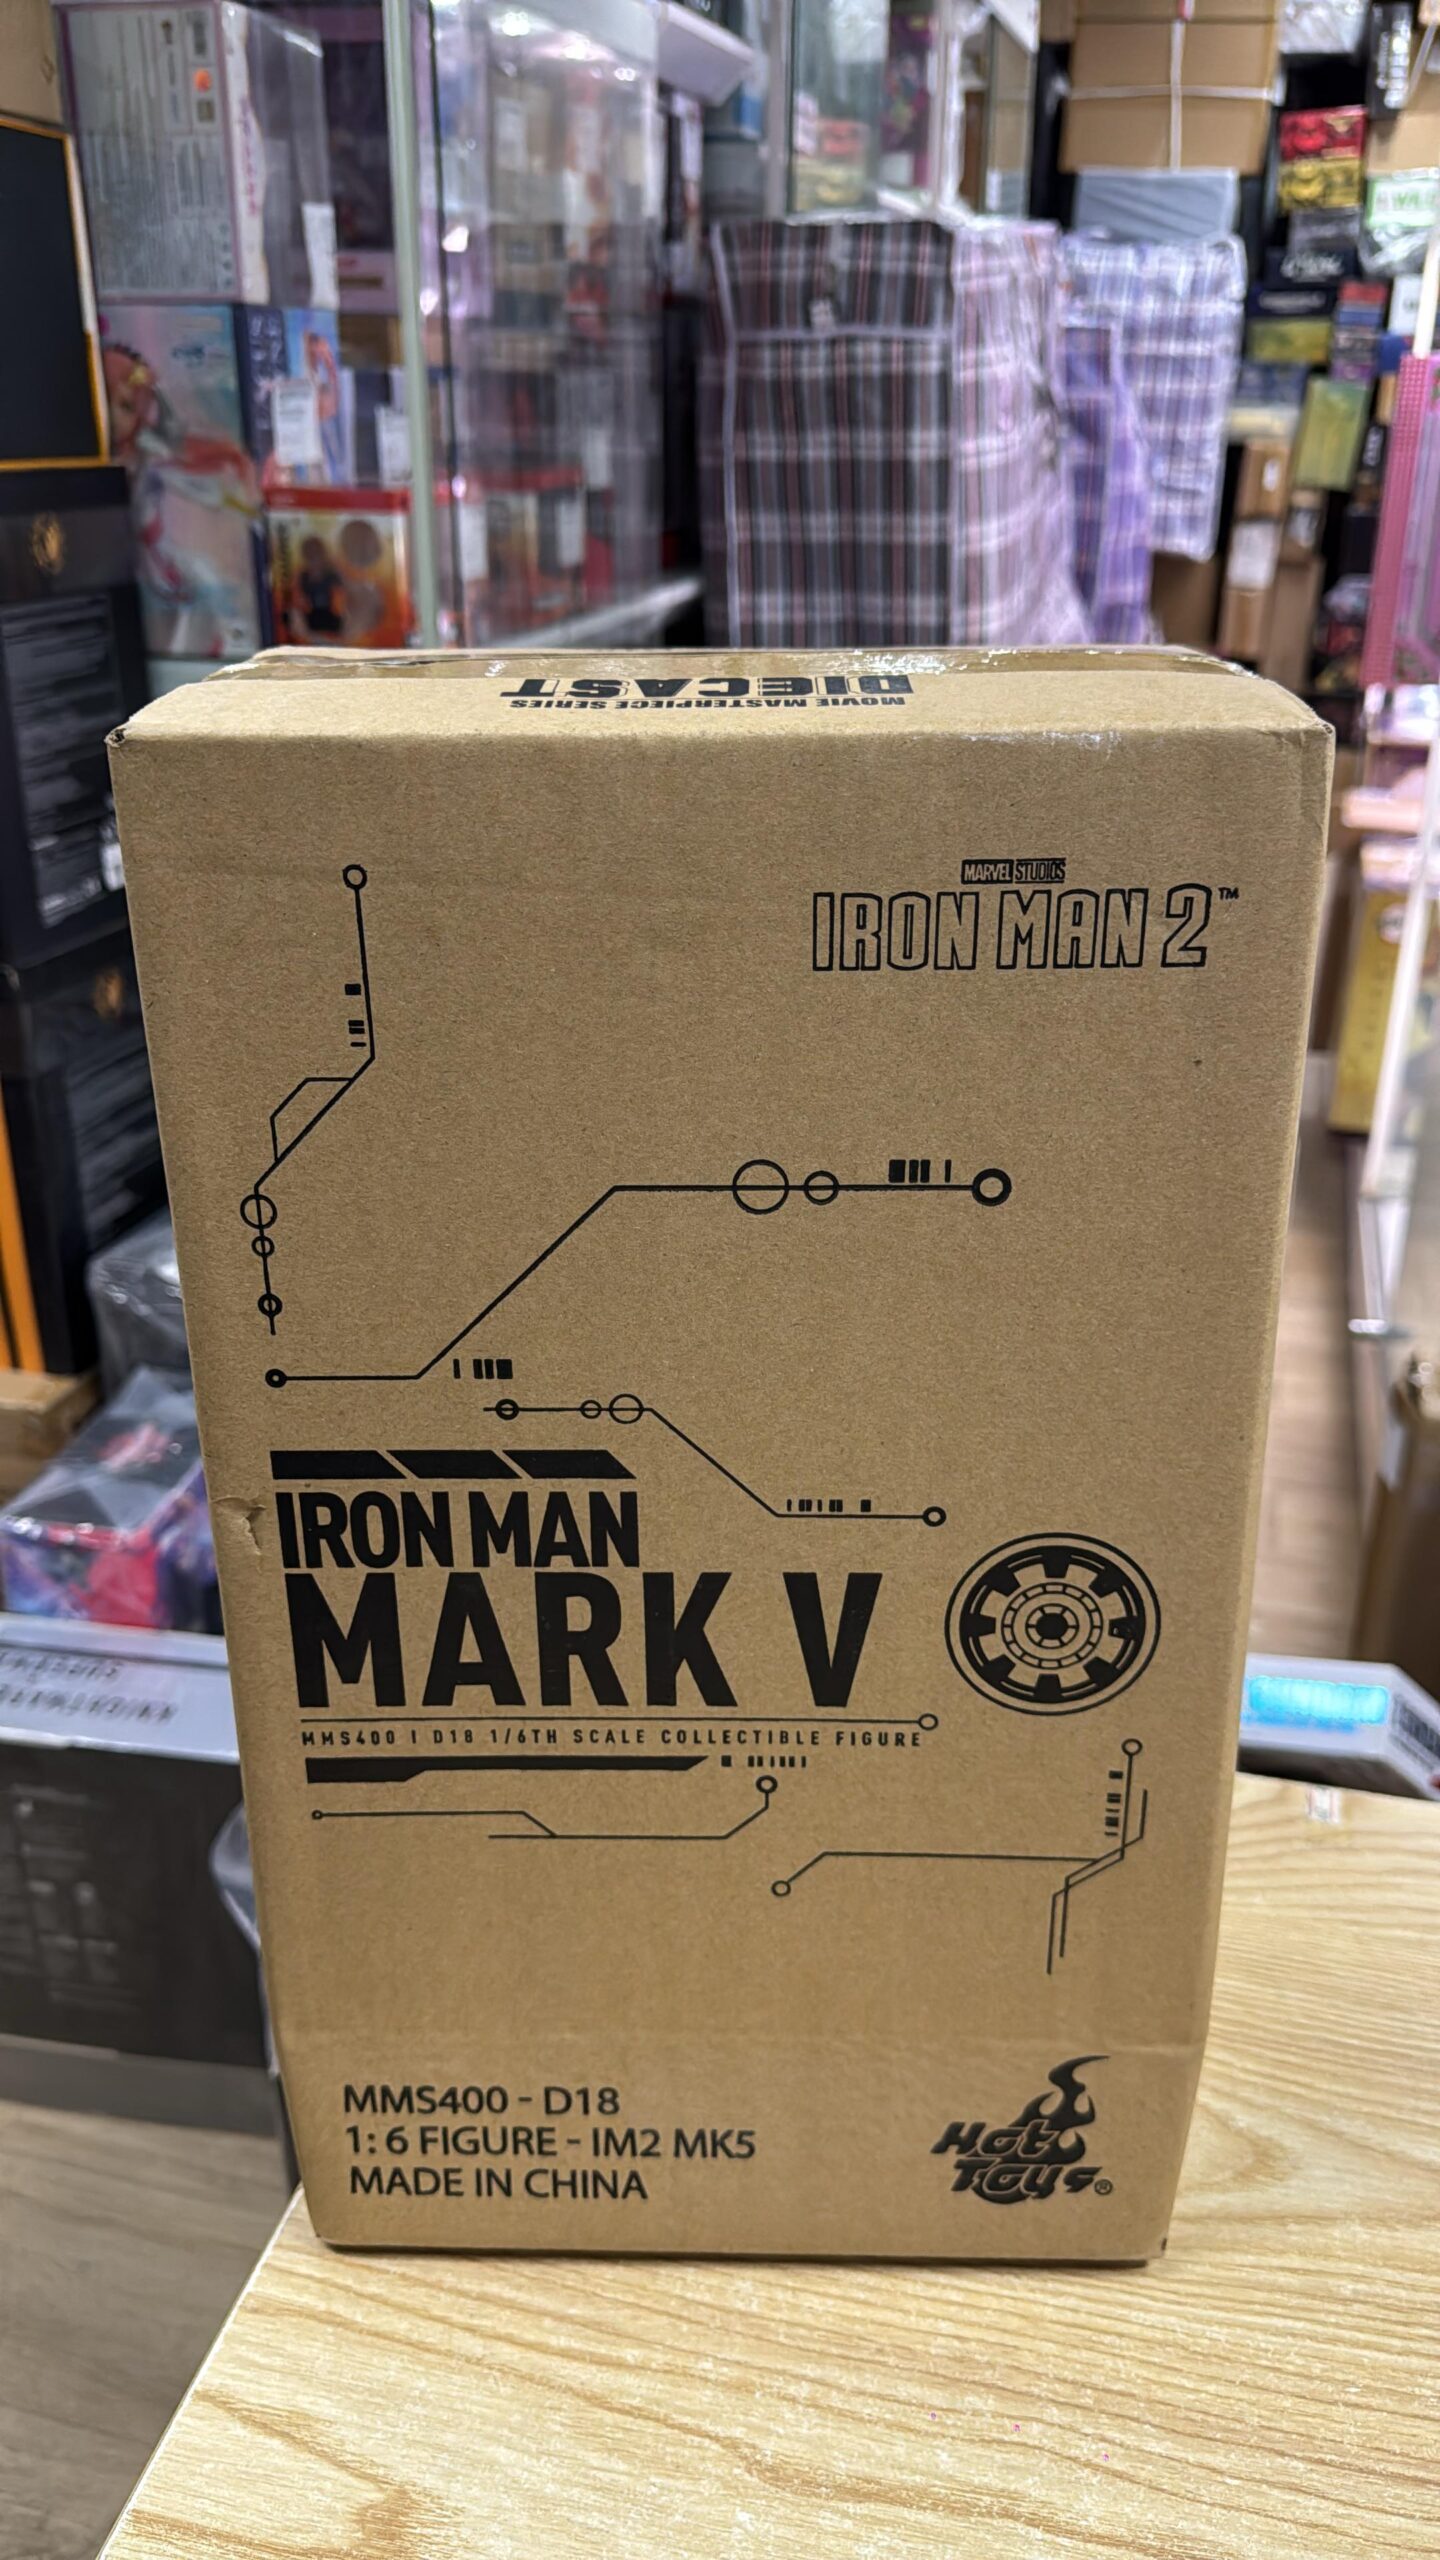 DIECAST
MOVIE MASTERPIECE SERIES
MARVEL STUDIOS
IRON MAN 2™
IRON MAN
MARK V
MMS400 | D18 1/6TH SCALE COLLECTIBLE FIGURE
MMS400 - D18
1: 6 FIGURE - IM2 MK5
MADE IN CHINA
Hot
Toys®